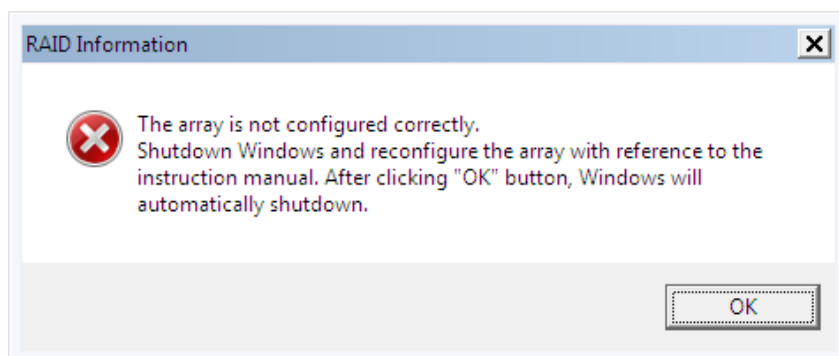 RAID Information
The array is not configured correctly.
Shutdown Windows and reconfigure the array with reference to the
instruction manual. After clicking "OK" button, Windows will
automatically shutdown.
OK